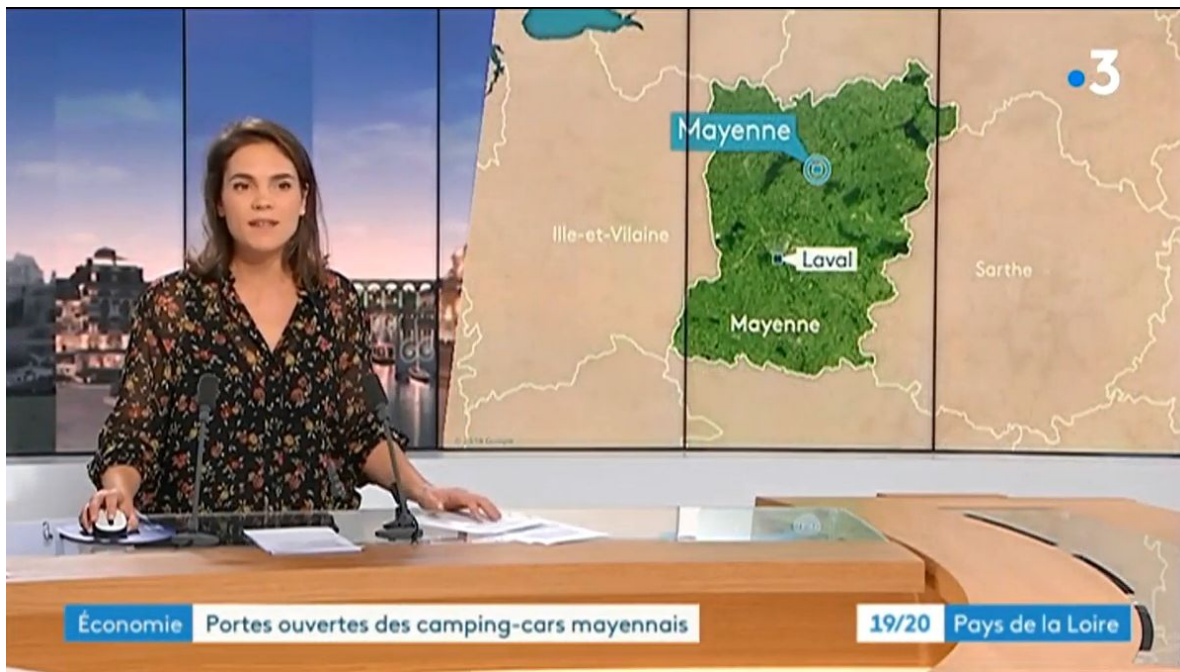 3
Mayenne
Ille-et-Vilaine
Laval
Sarthe
Mayenne
Économie
Portes ouvertes des camping-cars mayennais
19/20
Pays de la Loire